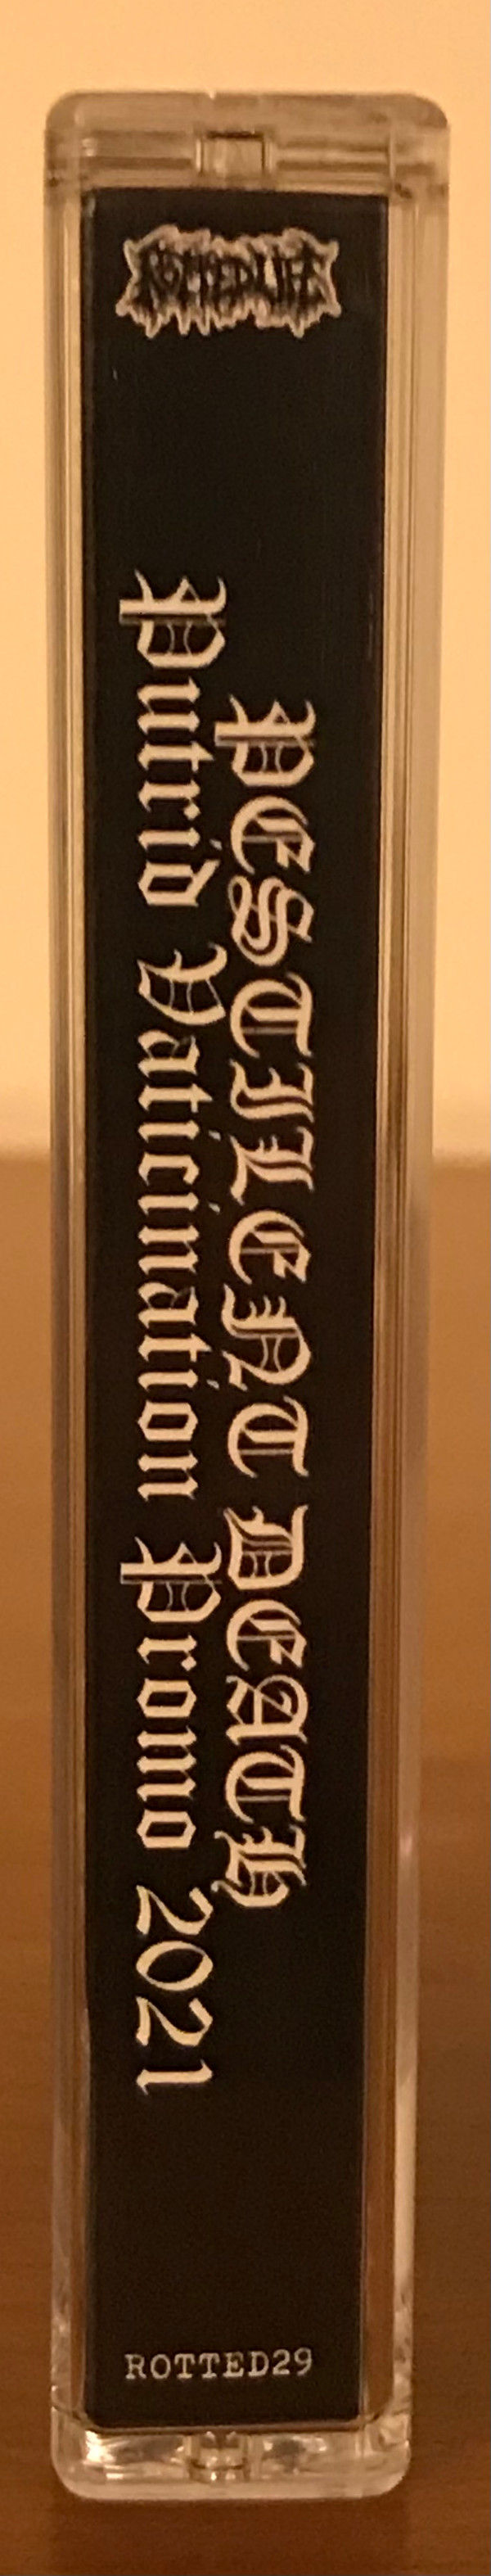 ROTTED LIFE
PESTILENT DEATH
Putrid Vaticination Promo 2021
ROTTED29